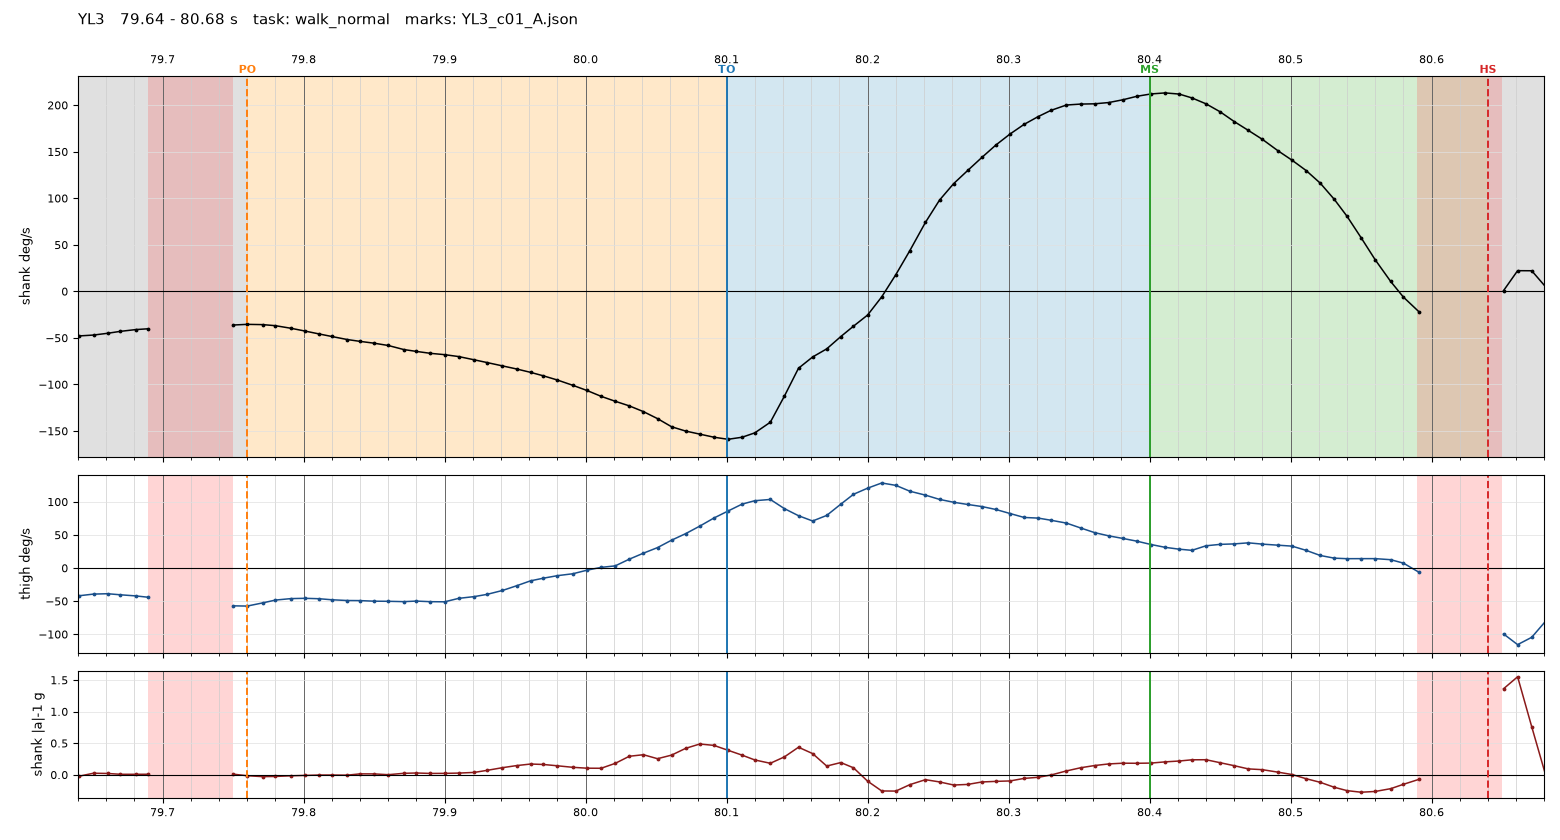 YL3   79.64 - 80.68 s   task: walk_normal   marks: YL3_c01_A.json
79.7 79.8 79.9 80.0 80.1 80.2 80.3 80.4 80.5 80.6
PO TO MS HS
shank deg/s
200
150
100
50
0
−50
−100
−150
thigh deg/s
100
50
0
−50
−100
shank |a|-1 g
1.5
1.0
0.5
0.0
79.7 79.8 79.9 80.0 80.1 80.2 80.3 80.4 80.5 80.6